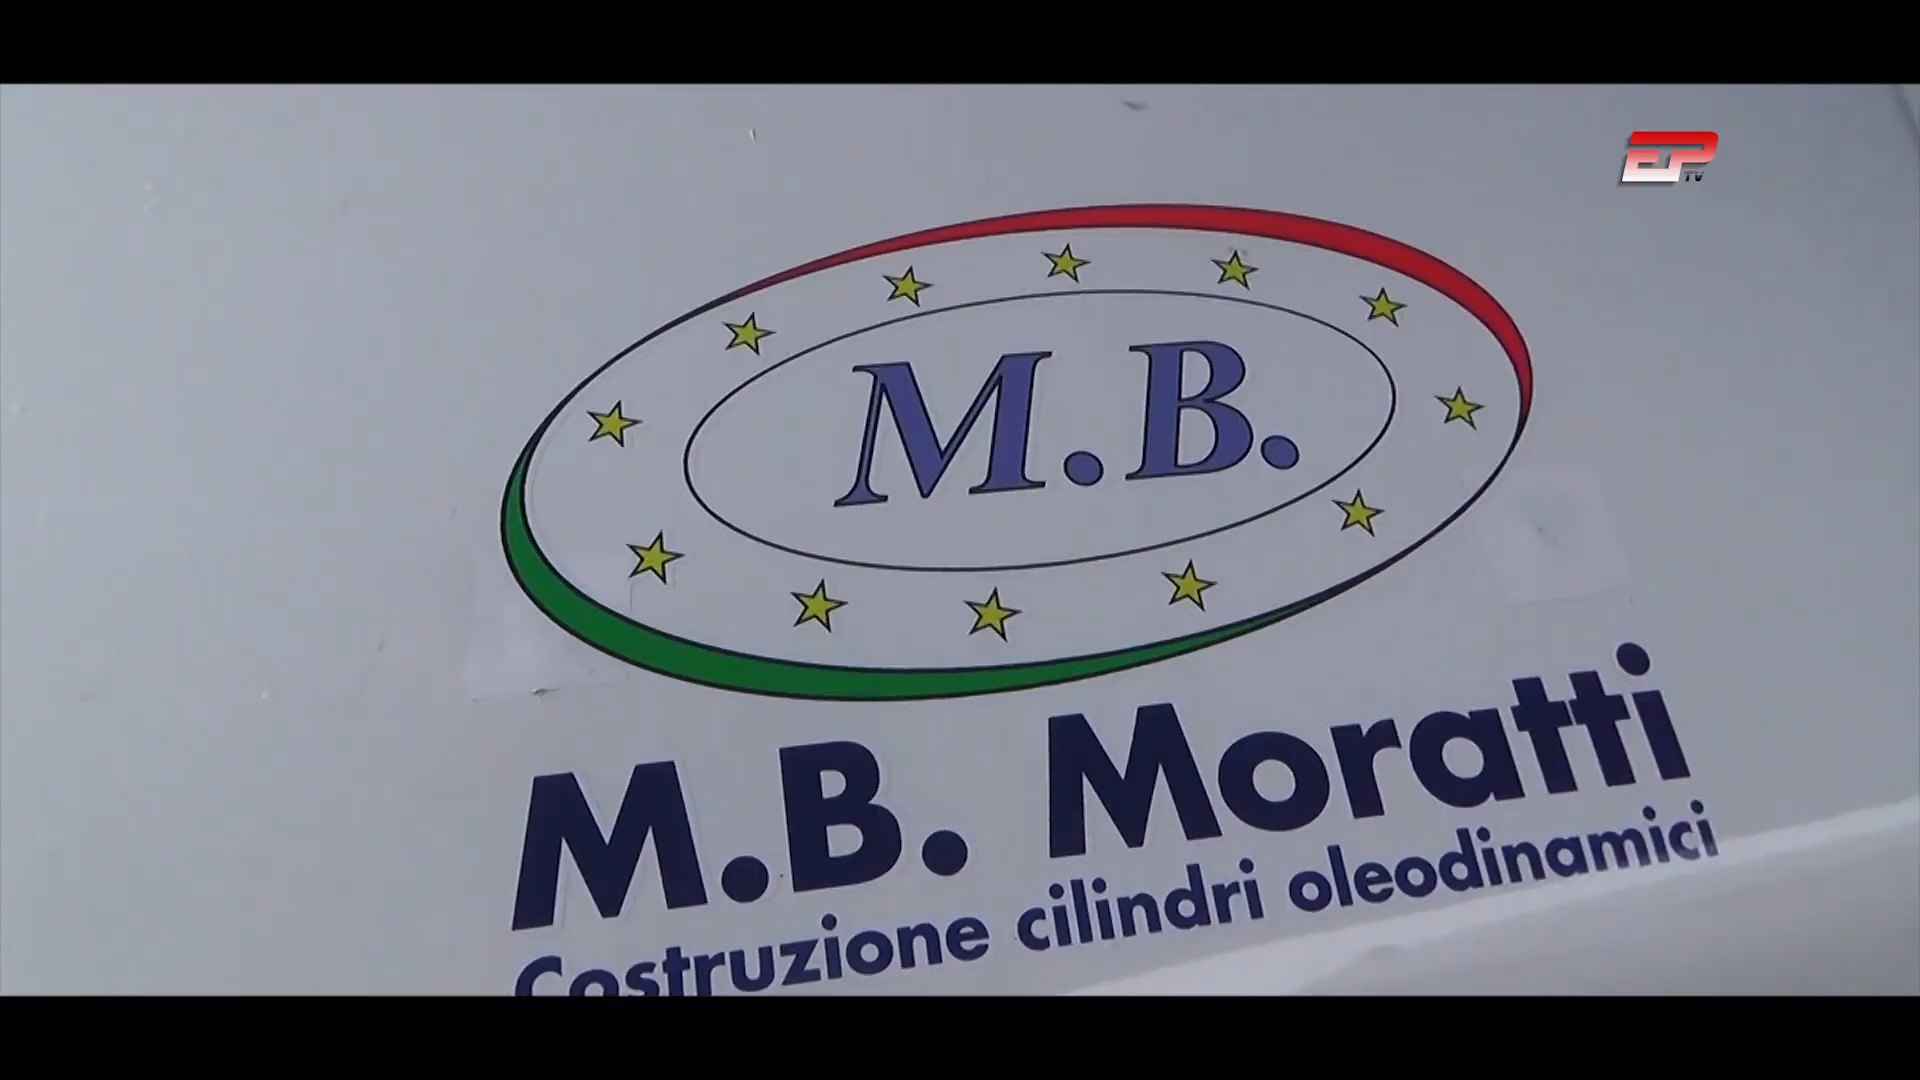 EP
TV
M.B.
M.B. Moratti
Costruzione cilindri oleodinamici